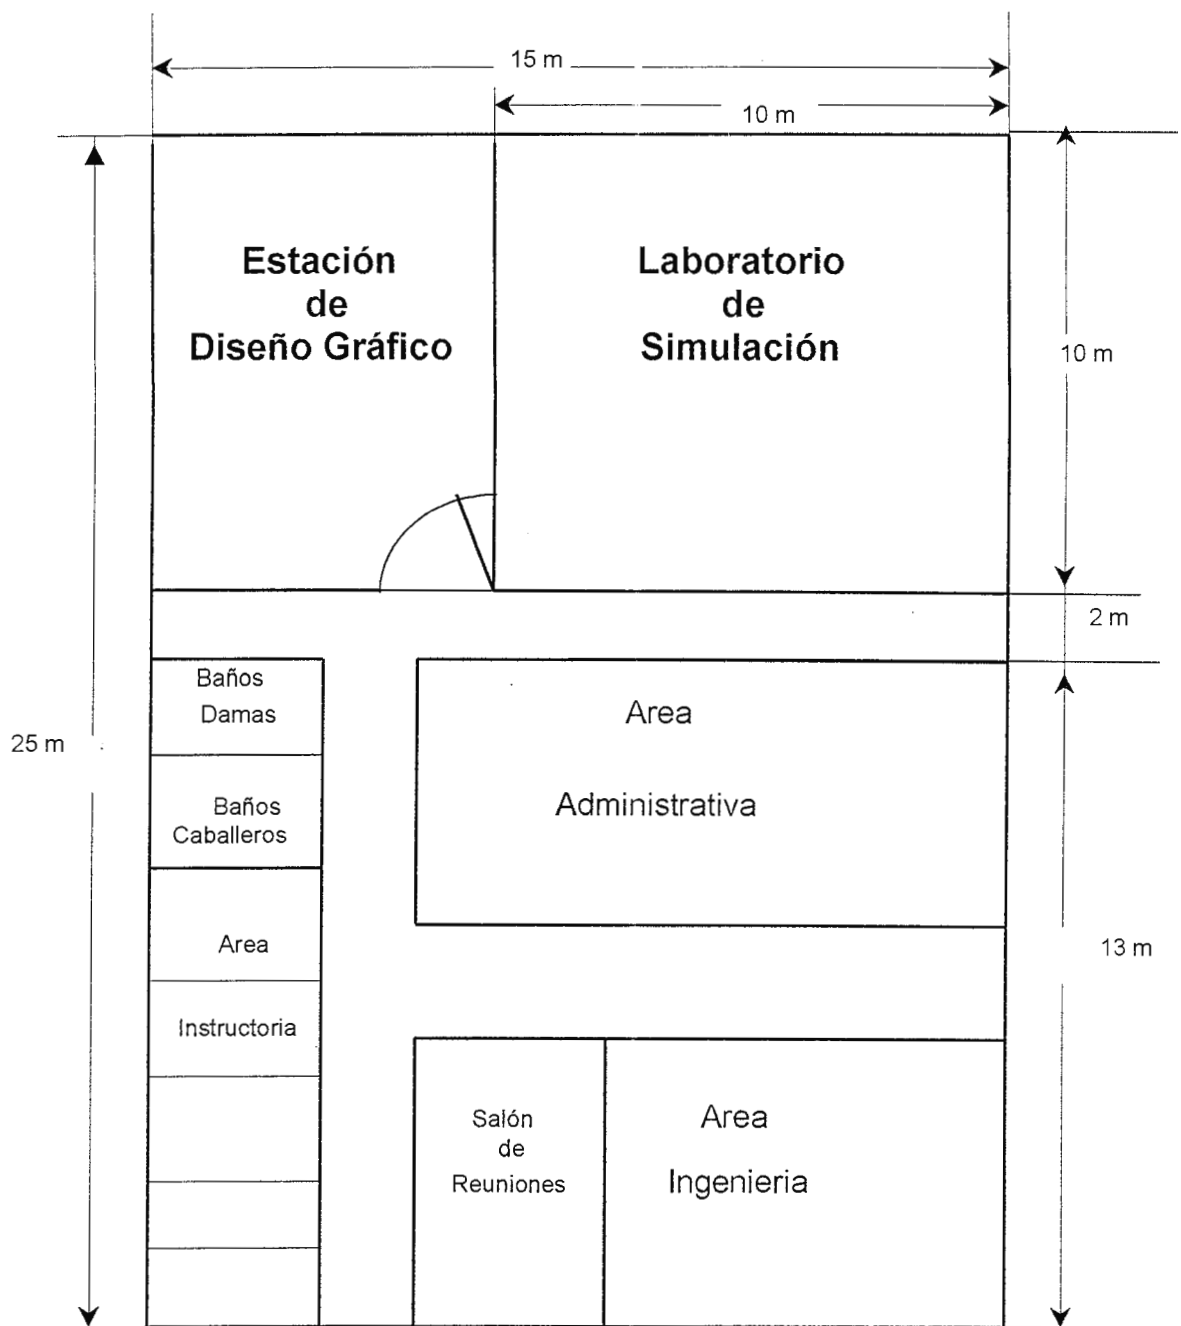 15 m
10 m
Estación
de
Diseño Gráfico
Laboratorio
de
Simulación
10 m
2 m
Baños
Damas
Area
Administrativa
25 m
Baños
Caballeros
Area
Instructoria
13 m
Salón
de
Reuniones
Area
Ingenieria